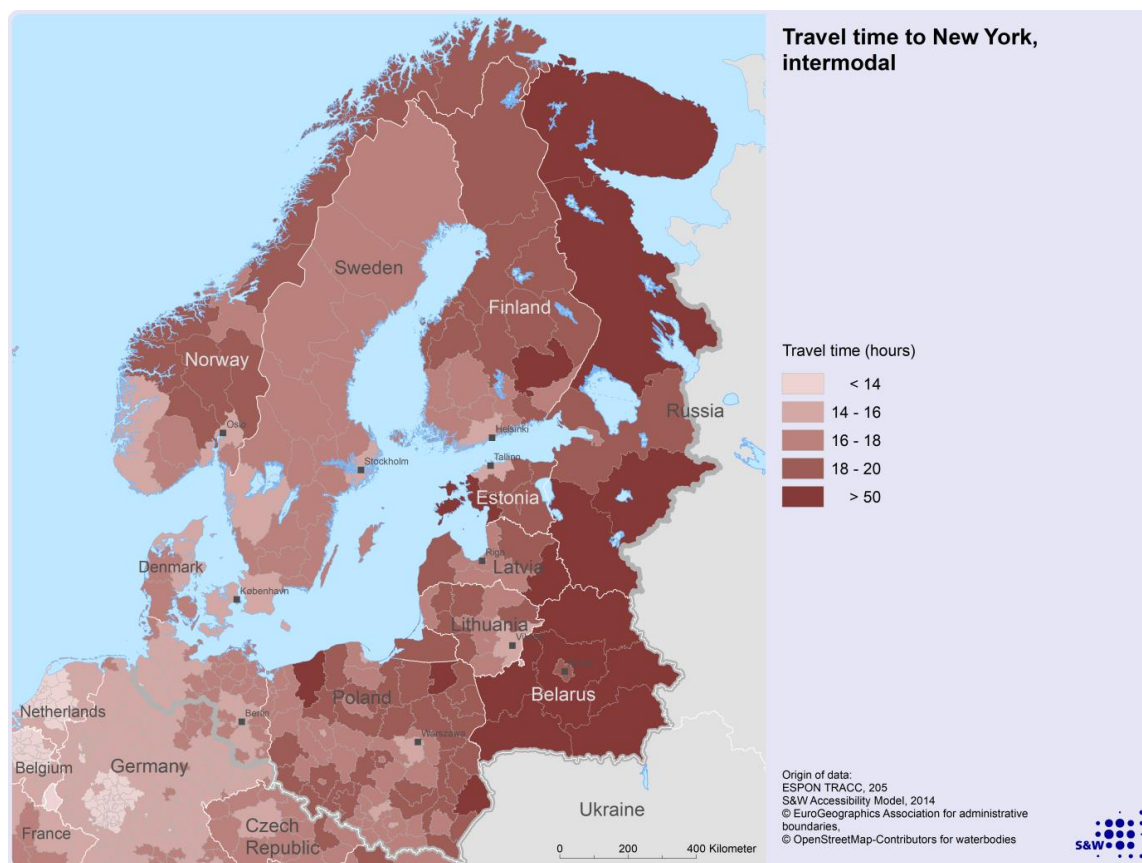 Travel time to New York,
intermodal
Sweden
Finland
Norway
Oslo
Helsinki
Russia
Stockholm
Tallinn
Estonia
Riga
Latvia
Denmark
København
Lithuania
Belarus
Poland
Netherlands
Berlin
Warszawa
Belgium
Germany
Ukraine
France
Czech
Republic
0 200 400 Kilometer
Travel time (hours)
< 14
14 - 16
16 - 18
18 - 20
> 50
Origin of data:
ESPON TRACC, 205
S&W Accessibility Model, 2014
© EuroGeographics Association for administrative
boundaries,
© OpenStreetMap-Contributors for waterbodies
S&W